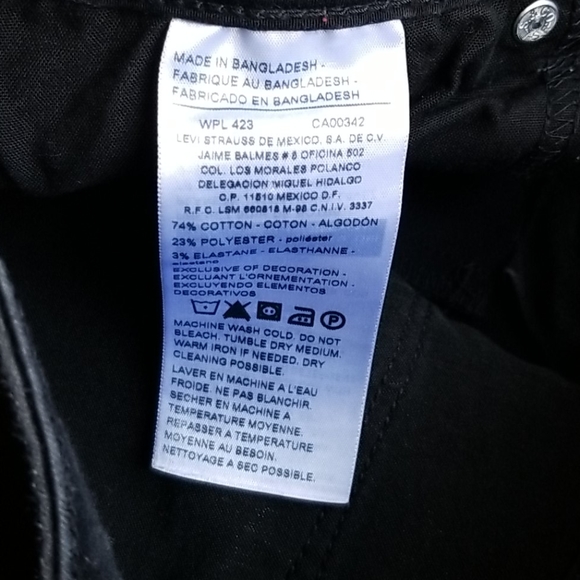 MADE IN BANGLADESH -
FABRIQUE AU BANGLADESH -
FABRICADO EN BANGLADESH
WPL 423 CA00342
LEVI STRAUSS DE MEXICO, S.A. DE C.V.
JAIME BALMES # 8 OFICINA 502
COL. LOS MORALES POLANCO
DELEGACION MIGUEL HIDALGO
C.P. 11510 MEXICO D.F.
R.F.C. LSM 660818 M-98 C.N.I.V. 3337
74% COTTON - COTON - ALGODÓN
23% POLYESTER - poliéster
3% ELASTANE - ELASTHANNE -
elastano
EXCLUSIVE OF DECORATION -
EXCLUANT L'ORNEMENTATION -
EXCLUYENDO ELEMENTOS
DECORATIVOS
P
MACHINE WASH COLD. DO NOT
BLEACH. TUMBLE DRY MEDIUM.
WARM IRON IF NEEDED. DRY
CLEANING POSSIBLE.
LAVER EN MACHINE A L'EAU
FROIDE. NE PAS BLANCHIR.
SECHER EN MACHINE A
TEMPERATURE MOYENNE.
REPASSER A TEMPERATURE
MOYENNE AU BESOIN.
NETTOYAGE A SEC POSSIBLE.